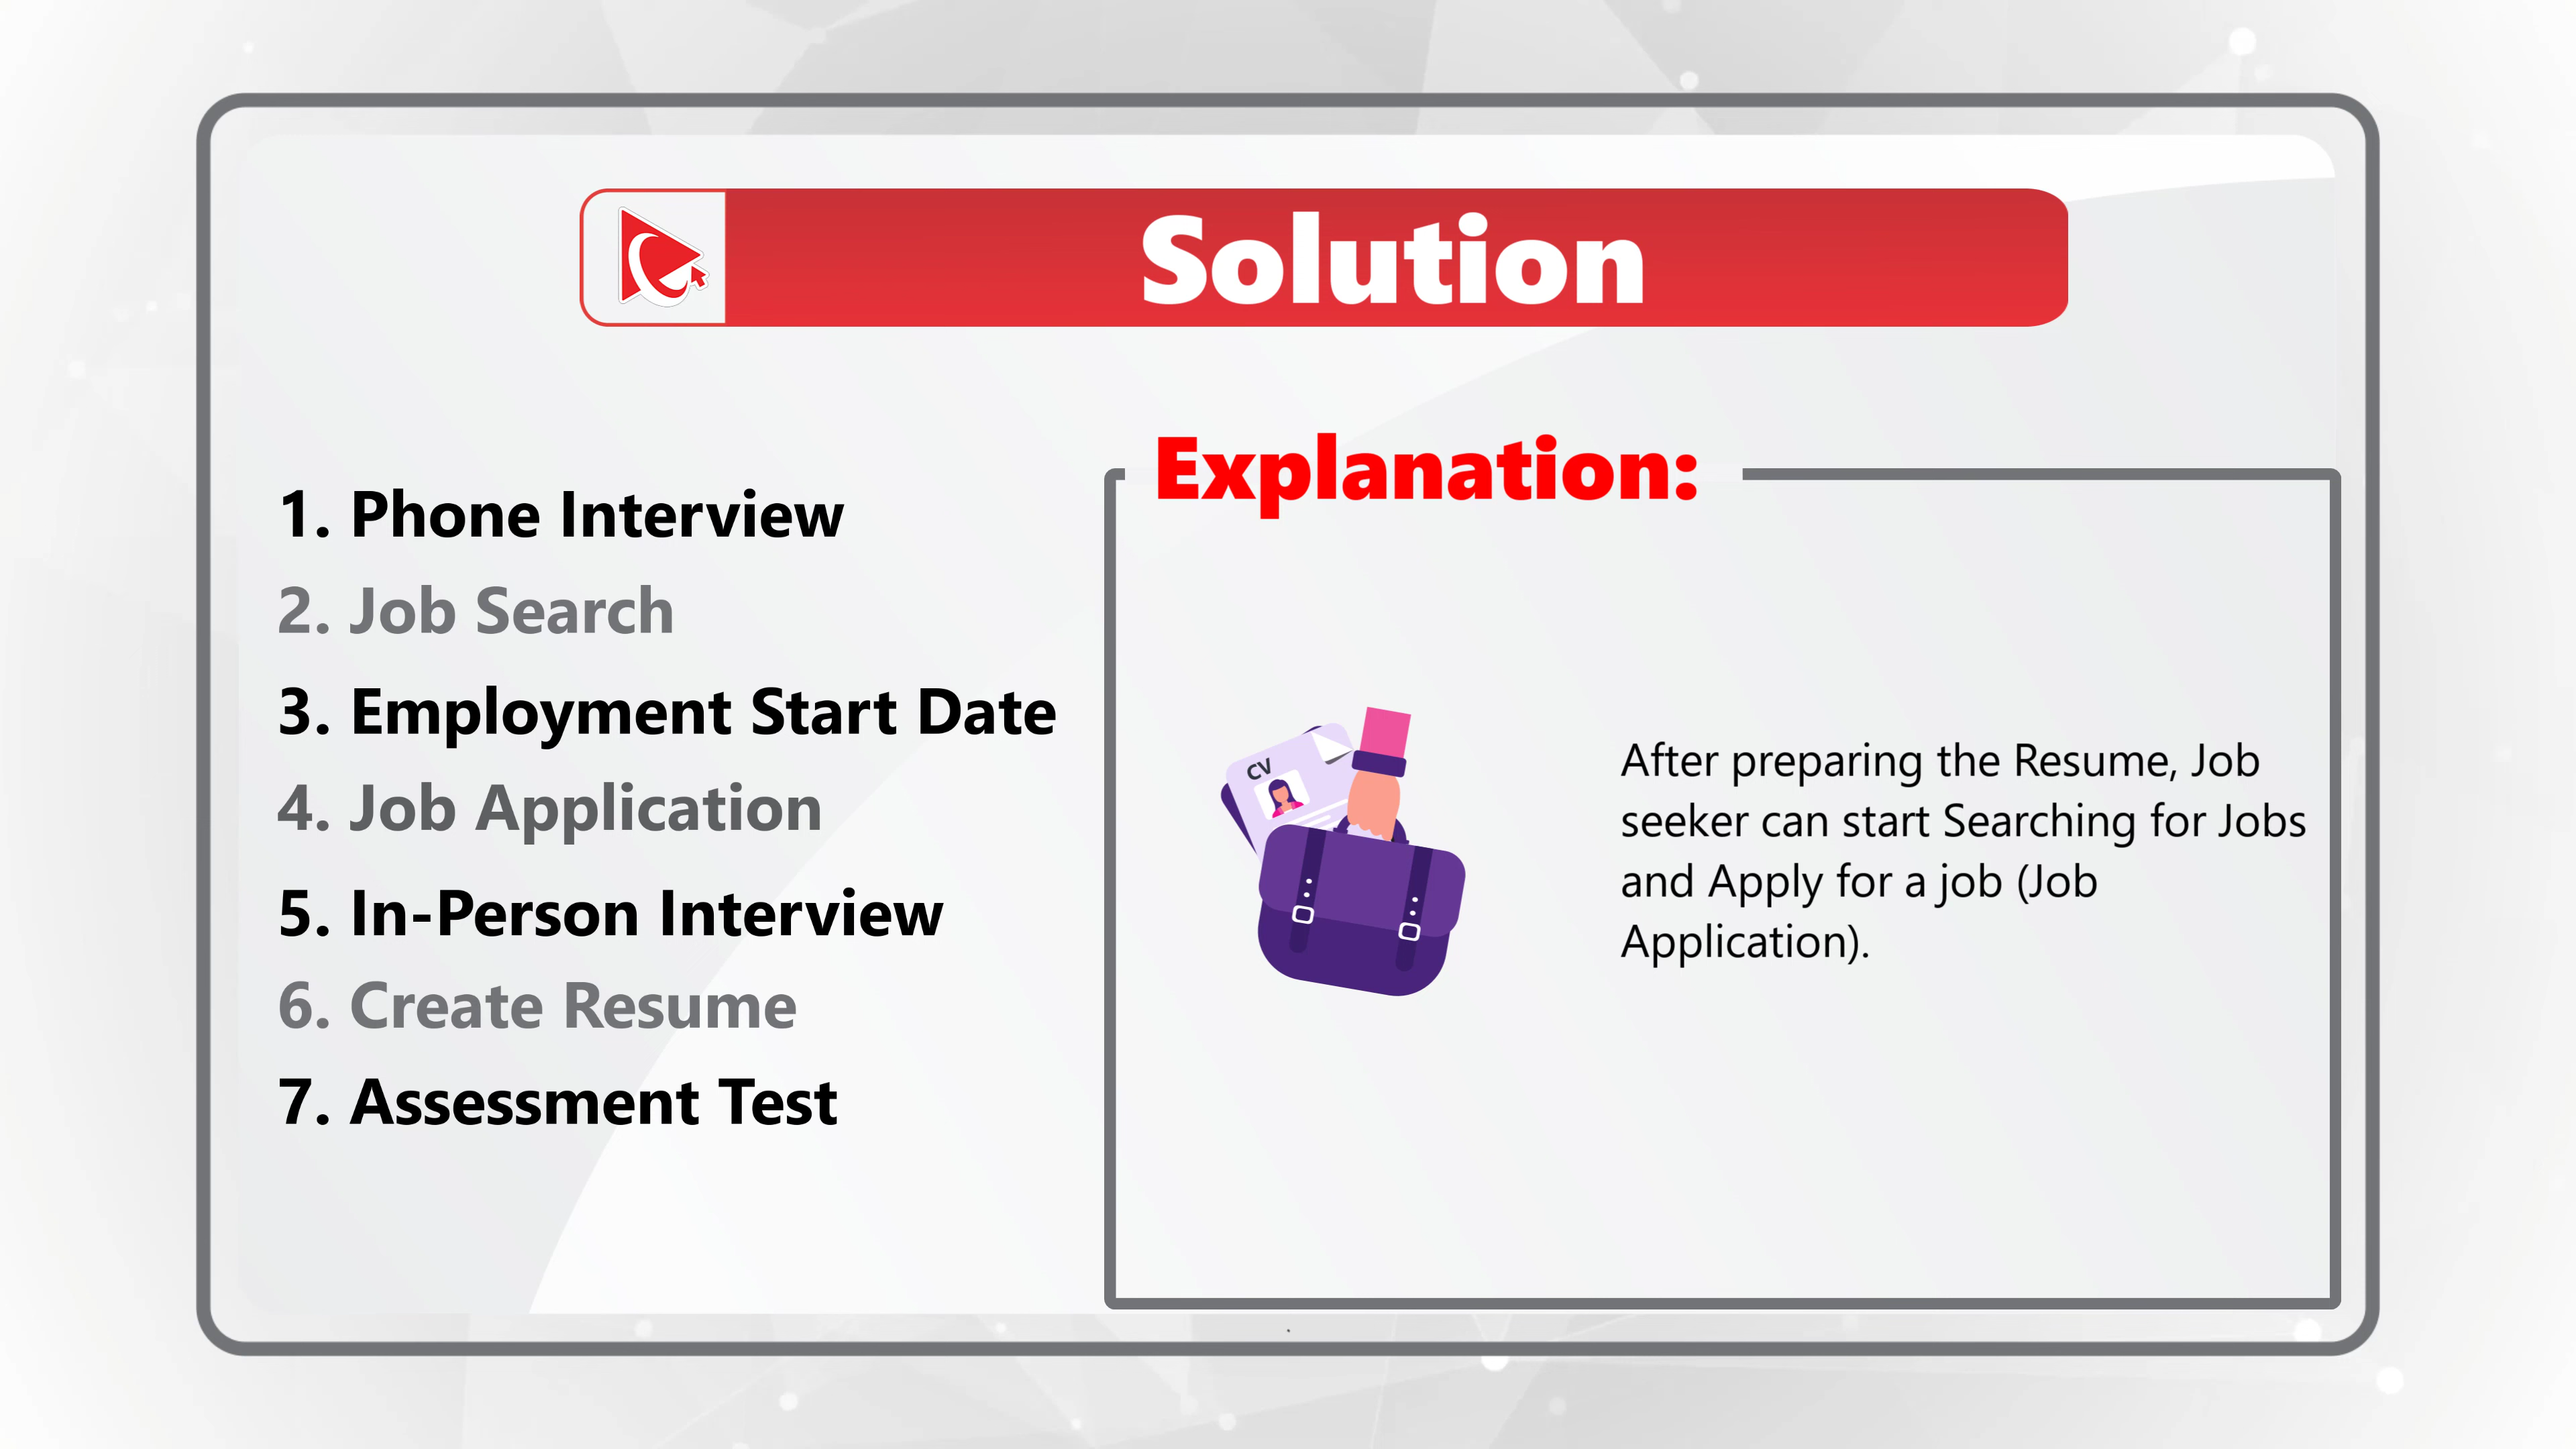 Solution
1. Phone Interview
2. Job Search
3. Employment Start Date
4. Job Application
5. In-Person Interview
6. Create Resume
7. Assessment Test
Explanation:
CV
After preparing the Resume, Job
seeker can start Searching for Jobs
and Apply for a job (Job
Application).